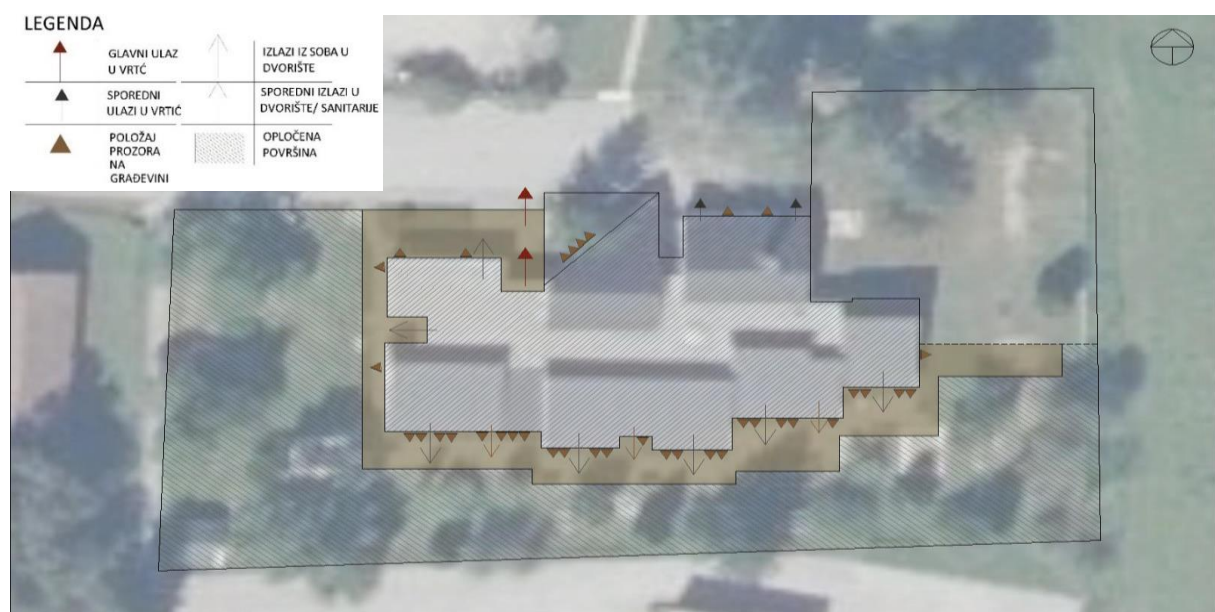 LEGENDA
GLAVNI ULAZ
U VRTĆ
IZLAZI IZ SOBA U
DVORIŠTE
SPOREDNI
ULAZI U VRTIĆ
SPOREDNI IZLAZI U
DVORIŠTE/ SANITARIJE
POLOŽAJ
PROZORA
NA
GRAĐEVINI
OPLOČENA
POVRŠINA